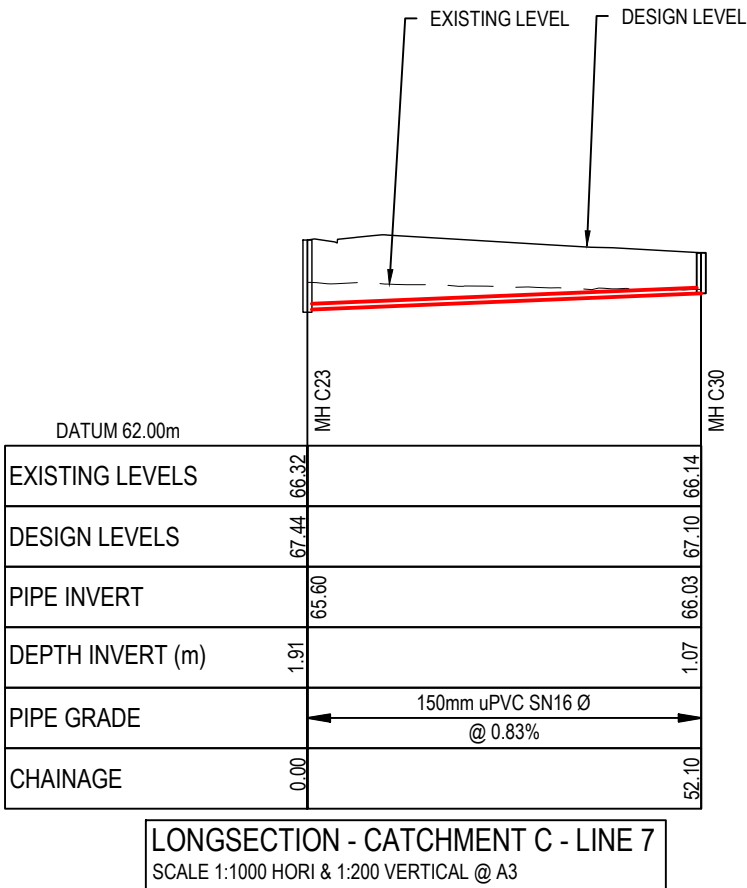 EXISTING LEVEL
DESIGN LEVEL
MH C23
MH C30
DATUM 62.00m
EXISTING LEVELS
66.32
66.14
DESIGN LEVELS
67.44
67.10
PIPE INVERT
65.60
66.03
DEPTH INVERT (m)
1.91
1.07
PIPE GRADE
150mm uPVC SN16 Ø
@ 0.83%
CHAINAGE
0.00
52.10
LONGSECTION - CATCHMENT C - LINE 7
SCALE 1:1000 HORI & 1:200 VERTICAL @ A3